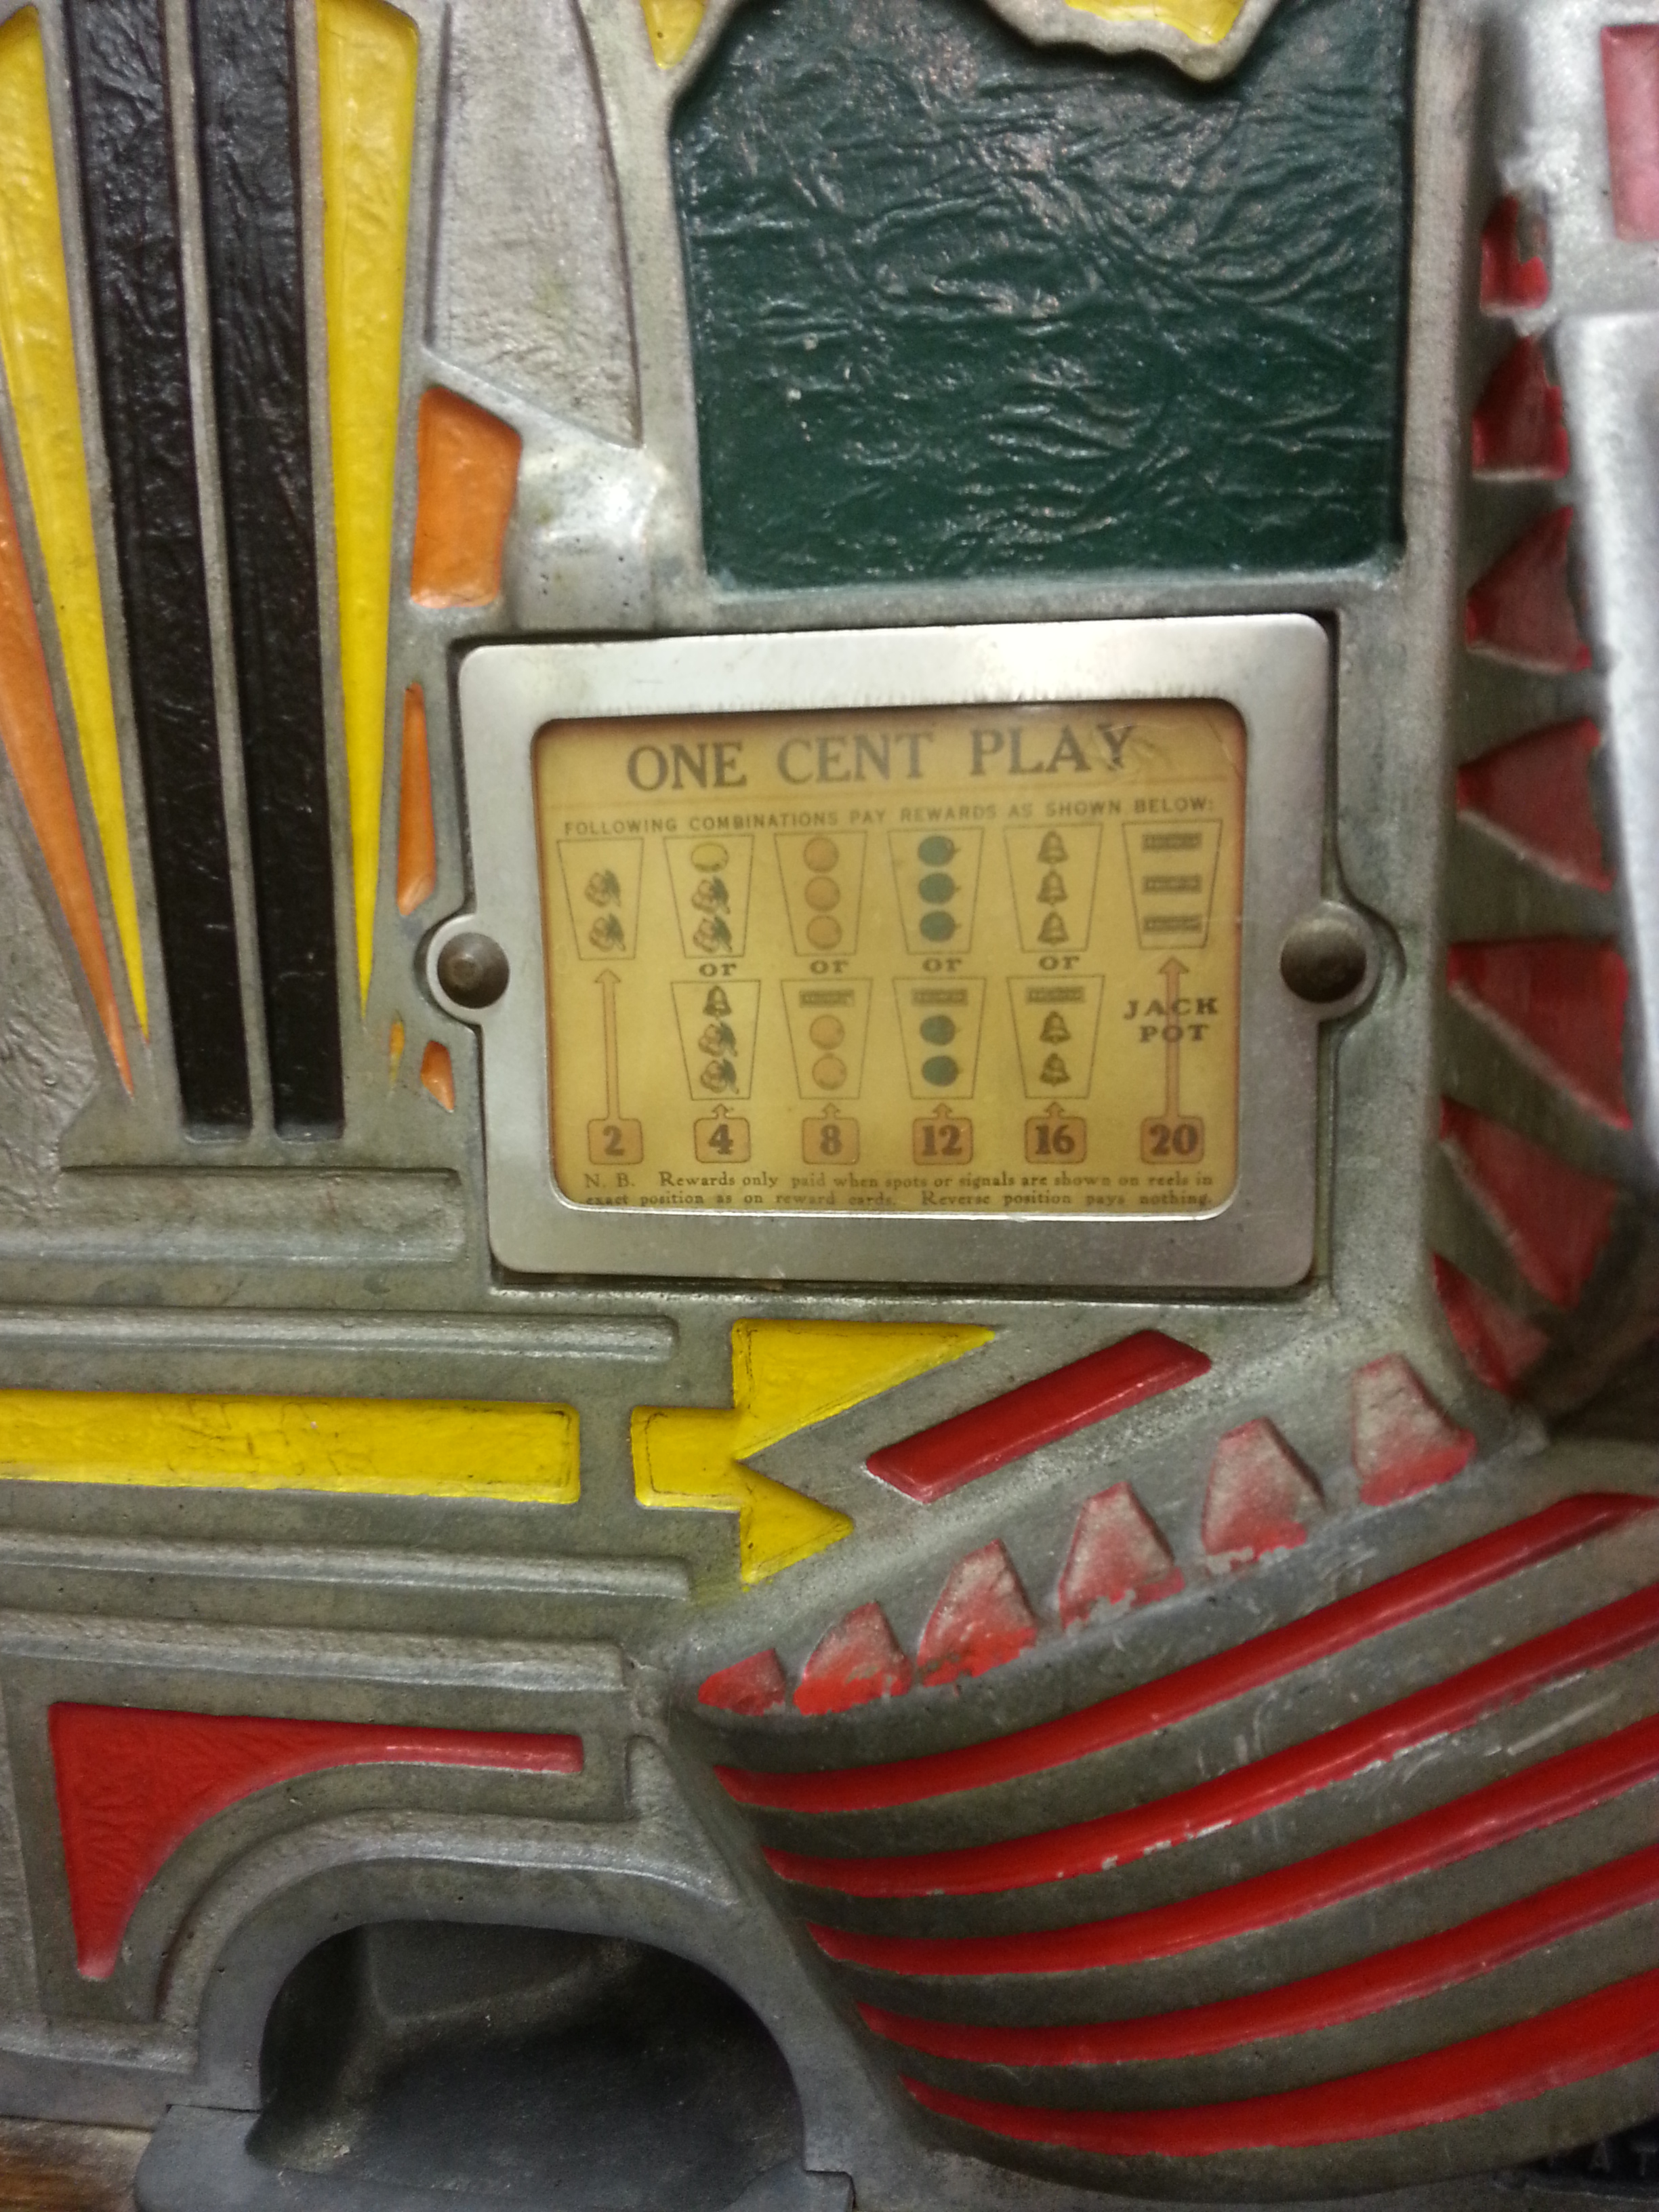 ONE CENT PLAY
FOLLOWING COMBINATIONS PAY REWARDS AS SHOWN BELOW:
or or or or
JACK
POT
2 4 8 12 16 20
N. B. Rewards only paid when spots or signals are shown on reels in
exact position as on reward cards. Reverse position pays nothing.